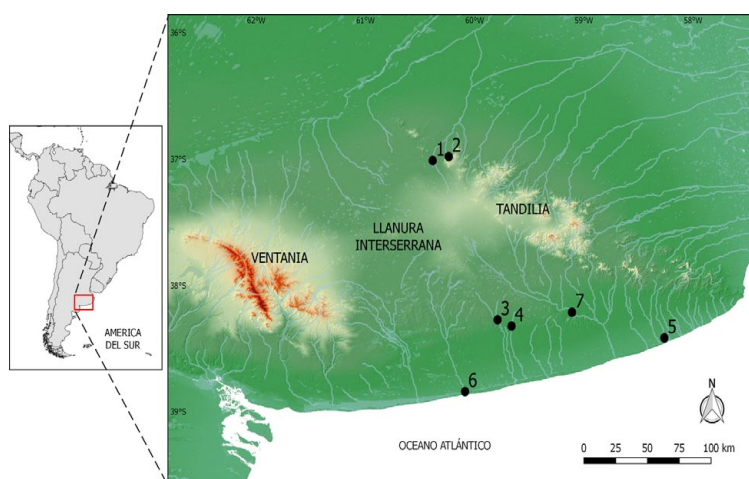 62°W
61°W
60°W
59°W
58°W
36°S
37°S
38°S
39°S
1
2
TANDILIA
LLANURA
INTERSERRANA
VENTANIA
3
4
7
5
6
AMERICA
DEL SUR
OCEANO ATLÁNTICO
N
0 25 50 75 100 km